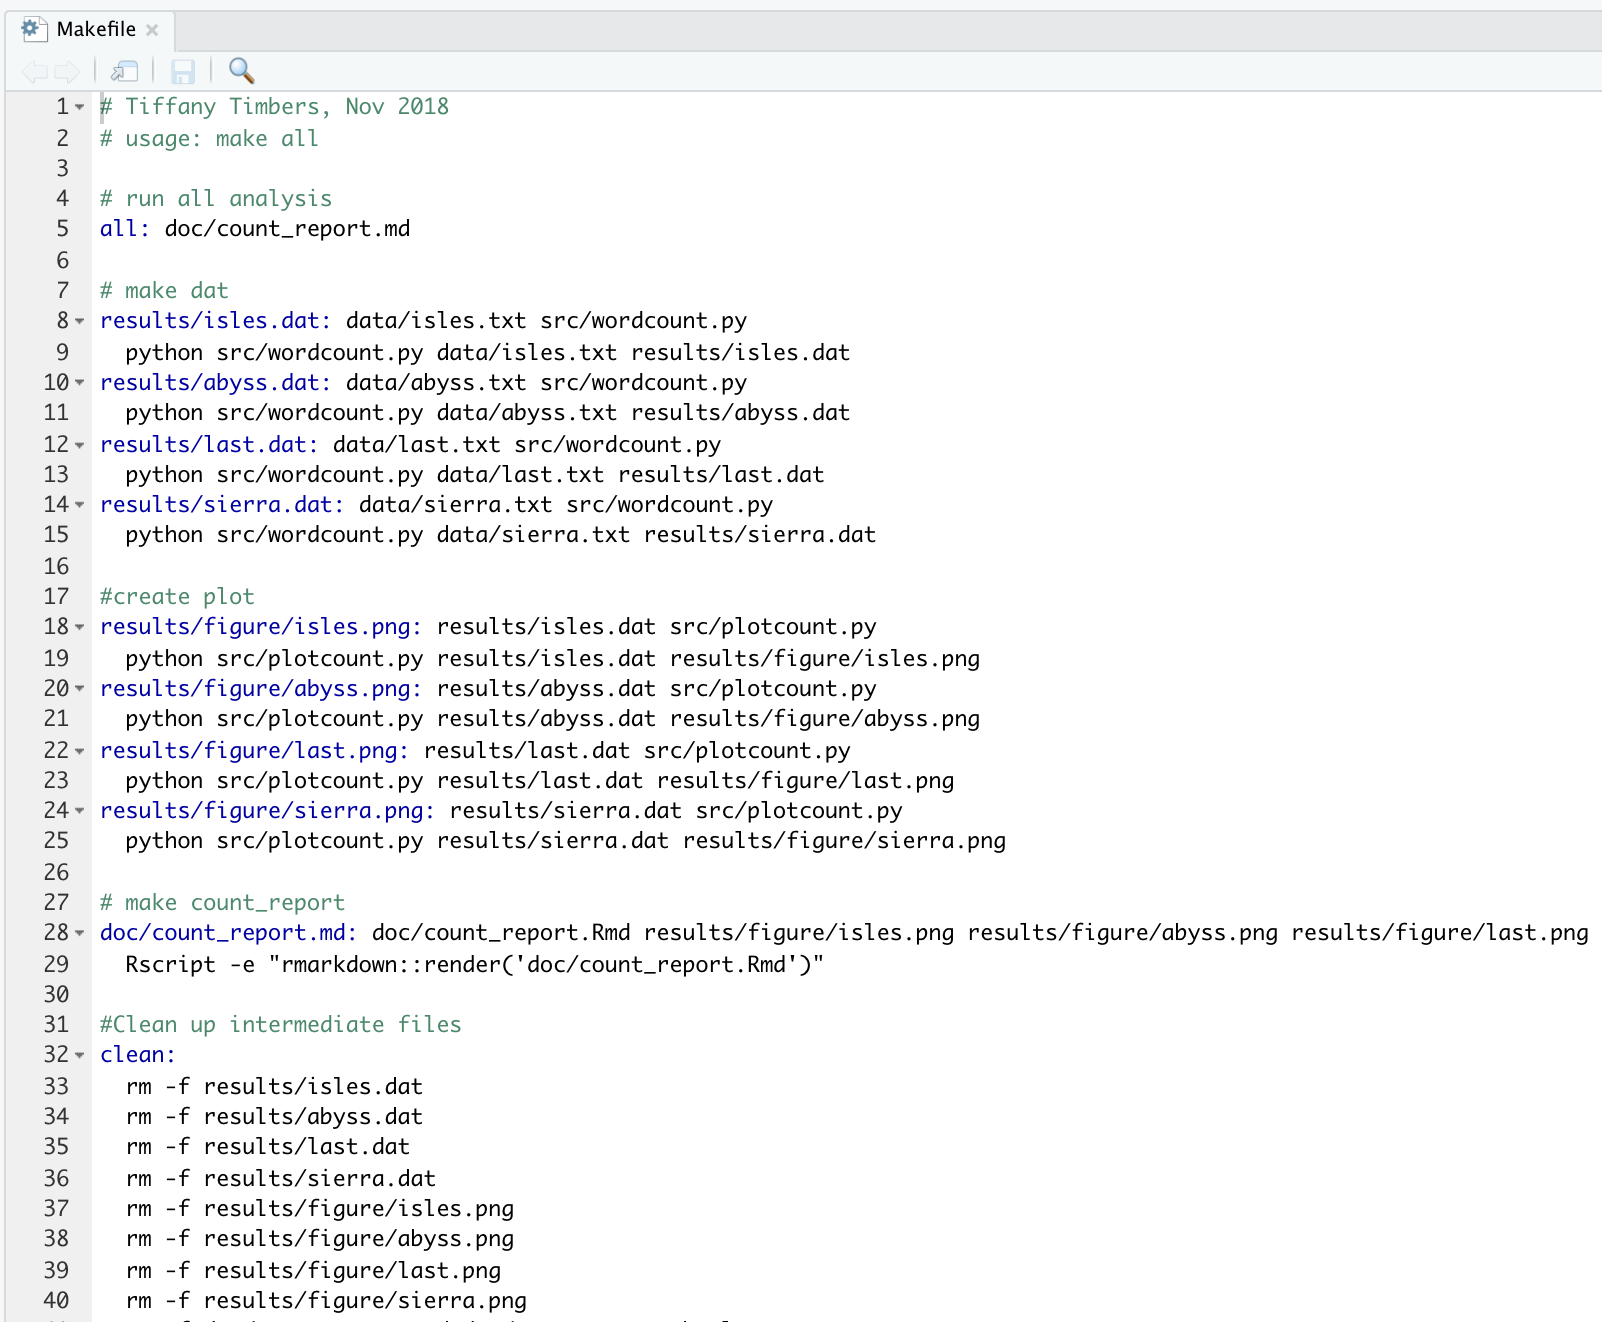 Makefile
1 # Tiffany Timbers, Nov 2018
2 # usage: make all
3
4 # run all analysis
5 all: doc/count_report.md
6
7 # make dat
8 results/isles.dat: data/isles.txt src/wordcount.py
9 python src/wordcount.py data/isles.txt results/isles.dat
10 results/abyss.dat: data/abyss.txt src/wordcount.py
11 python src/wordcount.py data/abyss.txt results/abyss.dat
12 results/last.dat: data/last.txt src/wordcount.py
13 python src/wordcount.py data/last.txt results/last.dat
14 results/sierra.dat: data/sierra.txt src/wordcount.py
15 python src/wordcount.py data/sierra.txt results/sierra.dat
16
17 #create plot
18 results/figure/isles.png: results/isles.dat src/plotcount.py
19 python src/plotcount.py results/isles.dat results/figure/isles.png
20 results/figure/abyss.png: results/abyss.dat src/plotcount.py
21 python src/plotcount.py results/abyss.dat results/figure/abyss.png
22 results/figure/last.png: results/last.dat src/plotcount.py
23 python src/plotcount.py results/last.dat results/figure/last.png
24 results/figure/sierra.png: results/sierra.dat src/plotcount.py
25 python src/plotcount.py results/sierra.dat results/figure/sierra.png
26
27 # make count_report
28 doc/count_report.md: doc/count_report.Rmd results/figure/isles.png results/figure/abyss.png results/figure/last.png
29 Rscript -e "rmarkdown::render('doc/count_report.Rmd')"
30
31 #Clean up intermediate files
32 clean:
33 rm -f results/isles.dat
34 rm -f results/abyss.dat
35 rm -f results/last.dat
36 rm -f results/sierra.dat
37 rm -f results/figure/isles.png
38 rm -f results/figure/abyss.png
39 rm -f results/figure/last.png
40 rm -f results/figure/sierra.png